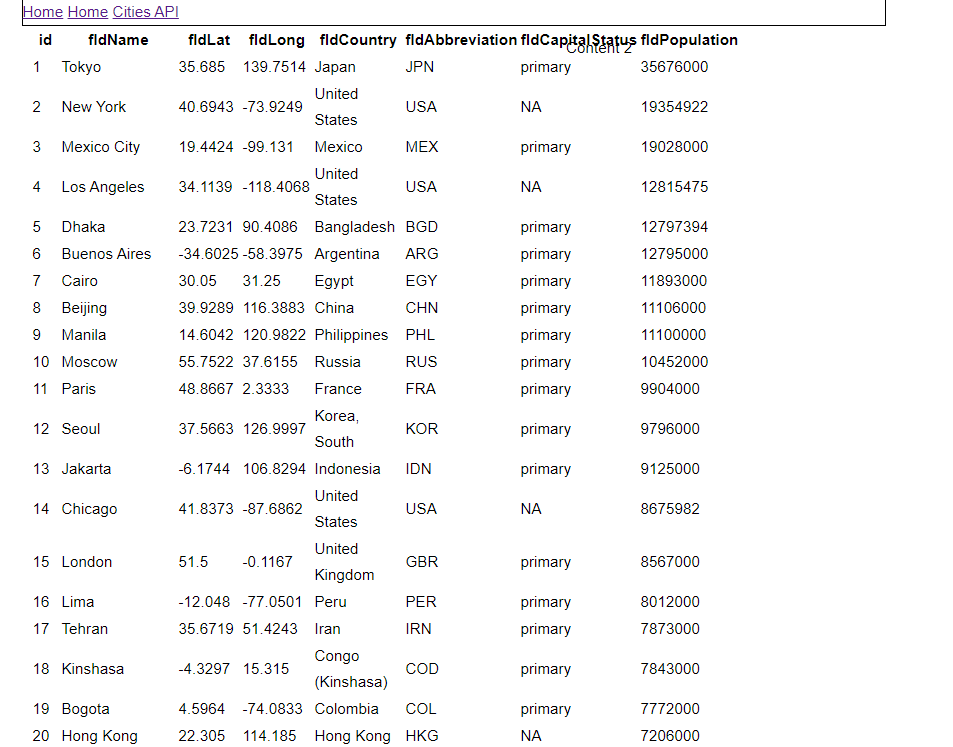 Home Home Cities API
id fldName fldLat fldLong fldCountry fldAbbreviation fldCapitalStatus fldPopulation
Content 2
1 Tokyo 35.685 139.7514 Japan JPN primary 35676000
2 New York 40.6943 -73.9249 United States USA NA 19354922
3 Mexico City 19.4424 -99.131 Mexico MEX primary 19028000
4 Los Angeles 34.1139 -118.4068 United States USA NA 12815475
5 Dhaka 23.7231 90.4086 Bangladesh BGD primary 12797394
6 Buenos Aires -34.6025 -58.3975 Argentina ARG primary 12795000
7 Cairo 30.05 31.25 Egypt EGY primary 11893000
8 Beijing 39.9289 116.3883 China CHN primary 11106000
9 Manila 14.6042 120.9822 Philippines PHL primary 11100000
10 Moscow 55.7522 37.6155 Russia RUS primary 10452000
11 Paris 48.8667 2.3333 France FRA primary 9904000
12 Seoul 37.5663 126.9997 Korea, South KOR primary 9796000
13 Jakarta -6.1744 106.8294 Indonesia IDN primary 9125000
14 Chicago 41.8373 -87.6862 United States USA NA 8675982
15 London 51.5 -0.1167 United Kingdom GBR primary 8567000
16 Lima -12.048 -77.0501 Peru PER primary 8012000
17 Tehran 35.6719 51.4243 Iran IRN primary 7873000
18 Kinshasa -4.3297 15.315 Congo (Kinshasa) COD primary 7843000
19 Bogota 4.5964 -74.0833 Colombia COL primary 7772000
20 Hong Kong 22.305 114.185 Hong Kong HKG NA 7206000